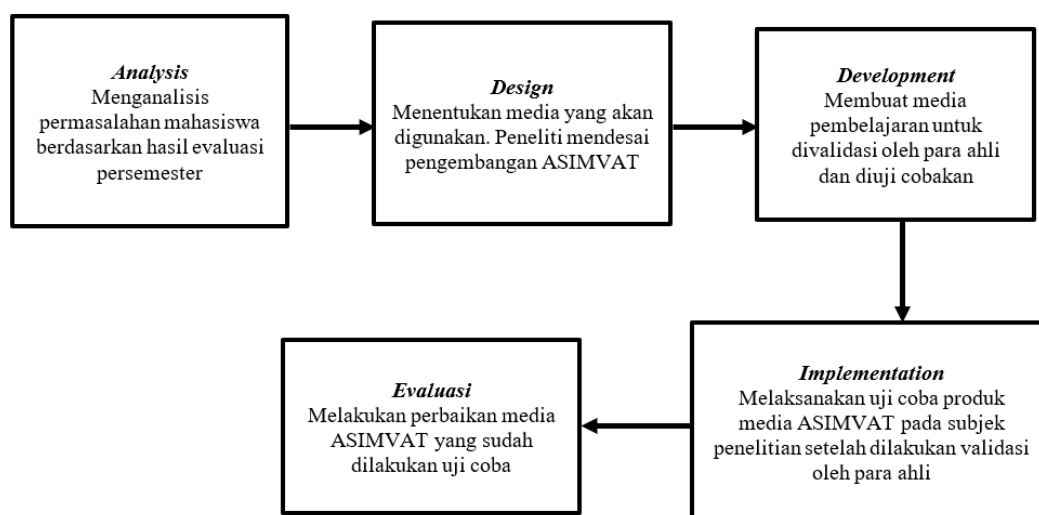 Analysis
Menganalisis
permasalahan mahasiswa
berdasarkan hasil evaluasi
persemester
Design
Menentukan media yang akan
digunakan. Peneliti mendesai
pengembangan ASIMVAT
Development
Membuat media
pembelajaran untuk
divalidasi oleh para ahli
dan diuji cobakan
Implementation
Melaksanakan uji coba produk
media ASIMVAT pada subjek
penelitian setelah dilakukan validasi
oleh para ahli
Evaluasi
Melakukan perbaikan media
ASIMVAT yang sudah
dilakukan uji coba